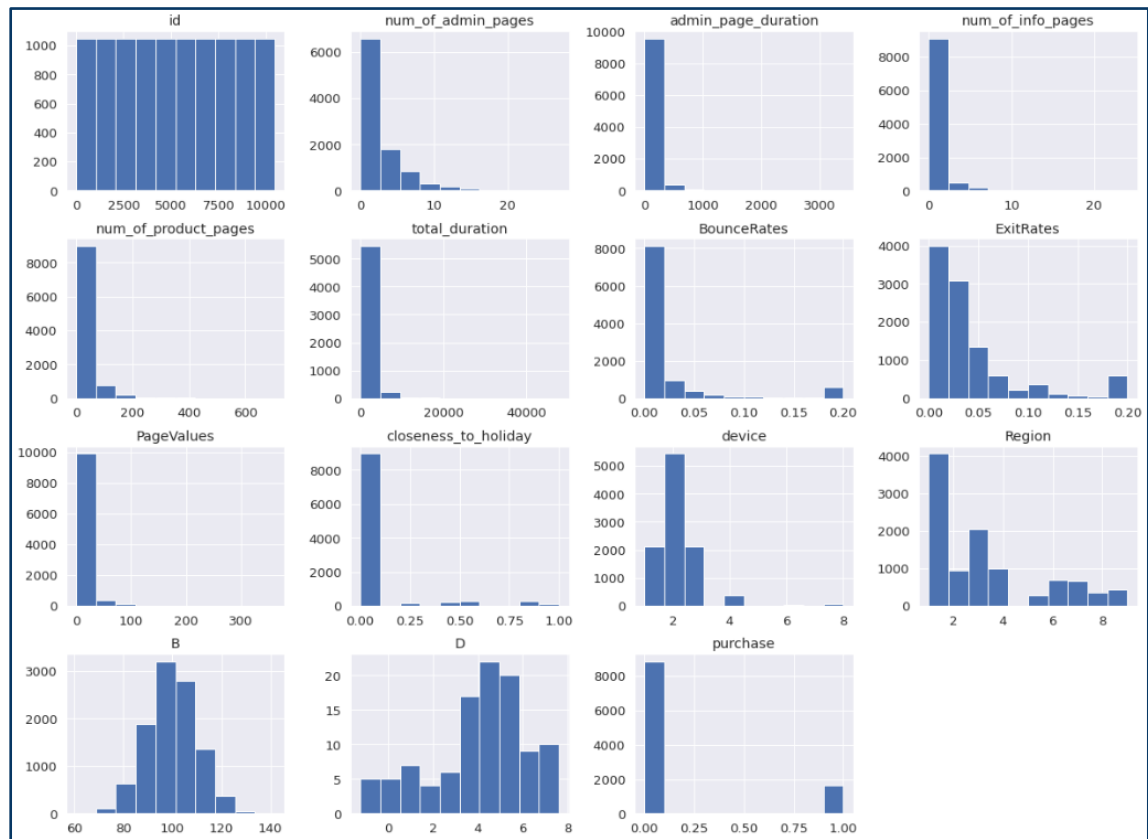 id num_of_admin_pages admin_page_duration num_of_info_pages
1000 6000 10000 8000
800 8000 6000
600 4000 6000 4000
400 4000
200 2000 2000 2000
0 0 0 0
0 2500 5000 7500 10000 0 10 20 0 1000 2000 3000 0 10 20
num_of_product_pages total_duration BounceRates ExitRates
8000 5000 8000 4000
6000 4000 6000 3000
4000 3000 4000 2000
2000 2000 2000 1000
1000
0 0 0 0
0 200 400 600 0 20000 40000 0.00 0.05 0.10 0.15 0.20 0.00 0.05 0.10 0.15 0.20
PageValues closeness_to_holiday device Region
10000 8000 5000 4000
8000 6000 4000 3000
6000 4000 3000 2000
4000 2000 2000 1000
2000 1000
0 0 0 0
0 100 200 300 0.00 0.25 0.50 0.75 1.00 2 4 6 8 2 4 6 8
B D purchase
3000 20 8000
2000 15 6000
1000 10 4000
5 2000
0 0 0
60 80 100 120 140 0 2 4 6 8 0.00 0.25 0.50 0.75 1.00